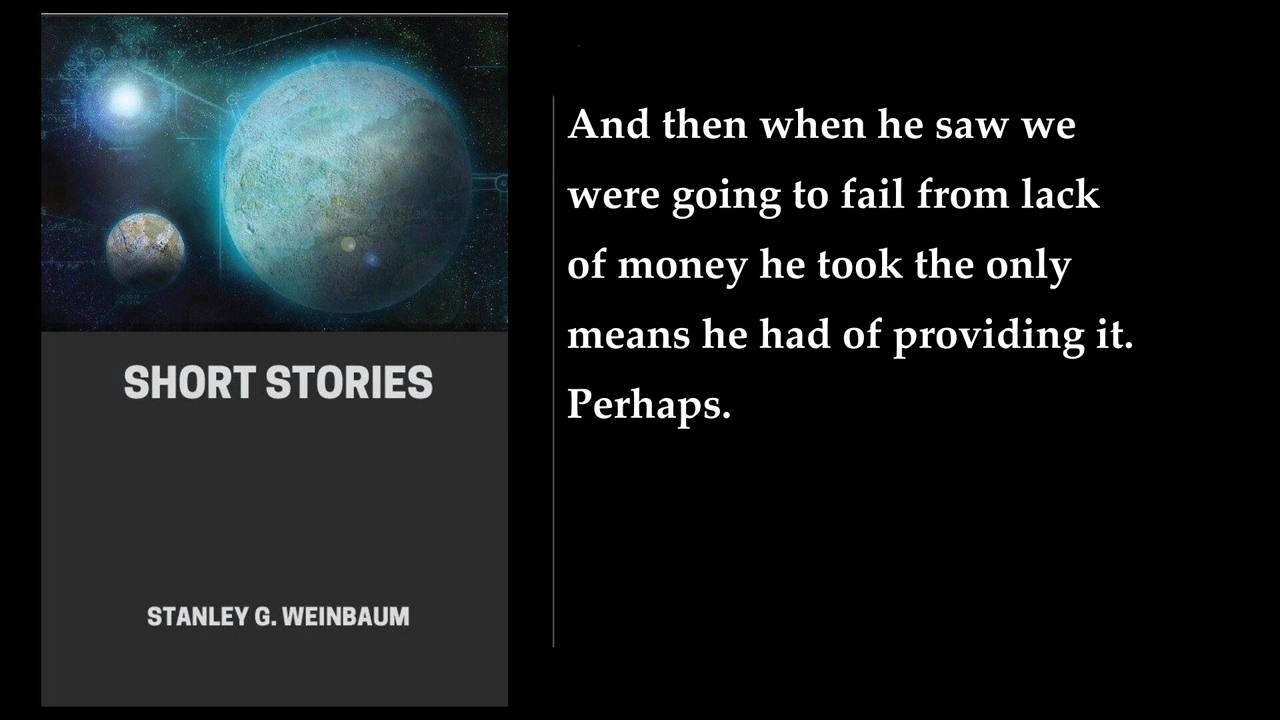 SHORT STORIES
STANLEY G. WEINBAUM
And then when he saw we
were going to fail from lack
of money he took the only
means he had of providing it.
Perhaps.